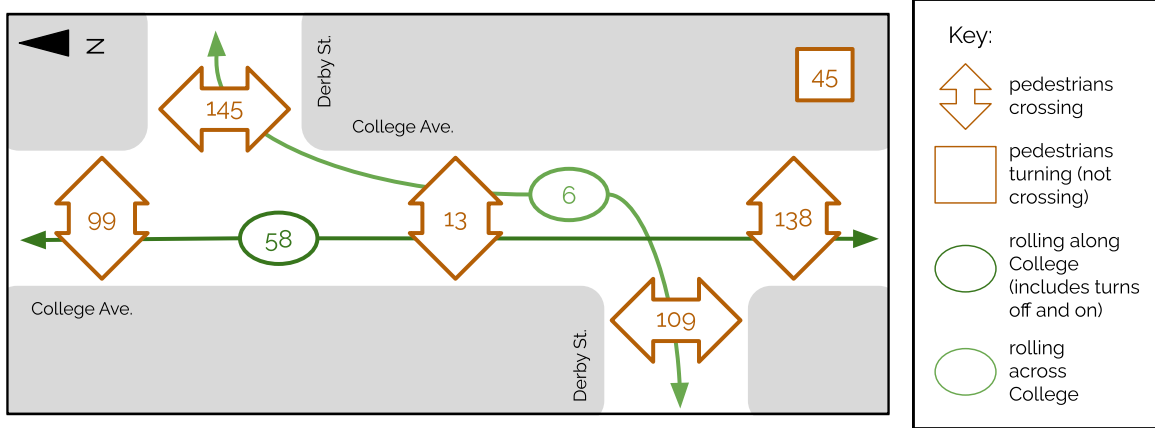 N
Derby St.
45
145
College Ave.
99
58
13
6
138
College Ave.
109
Derby St.
Key:
pedestrians
crossing
pedestrians
turning (not
crossing)
rolling along
College
(includes turns
off and on)
rolling
across
College